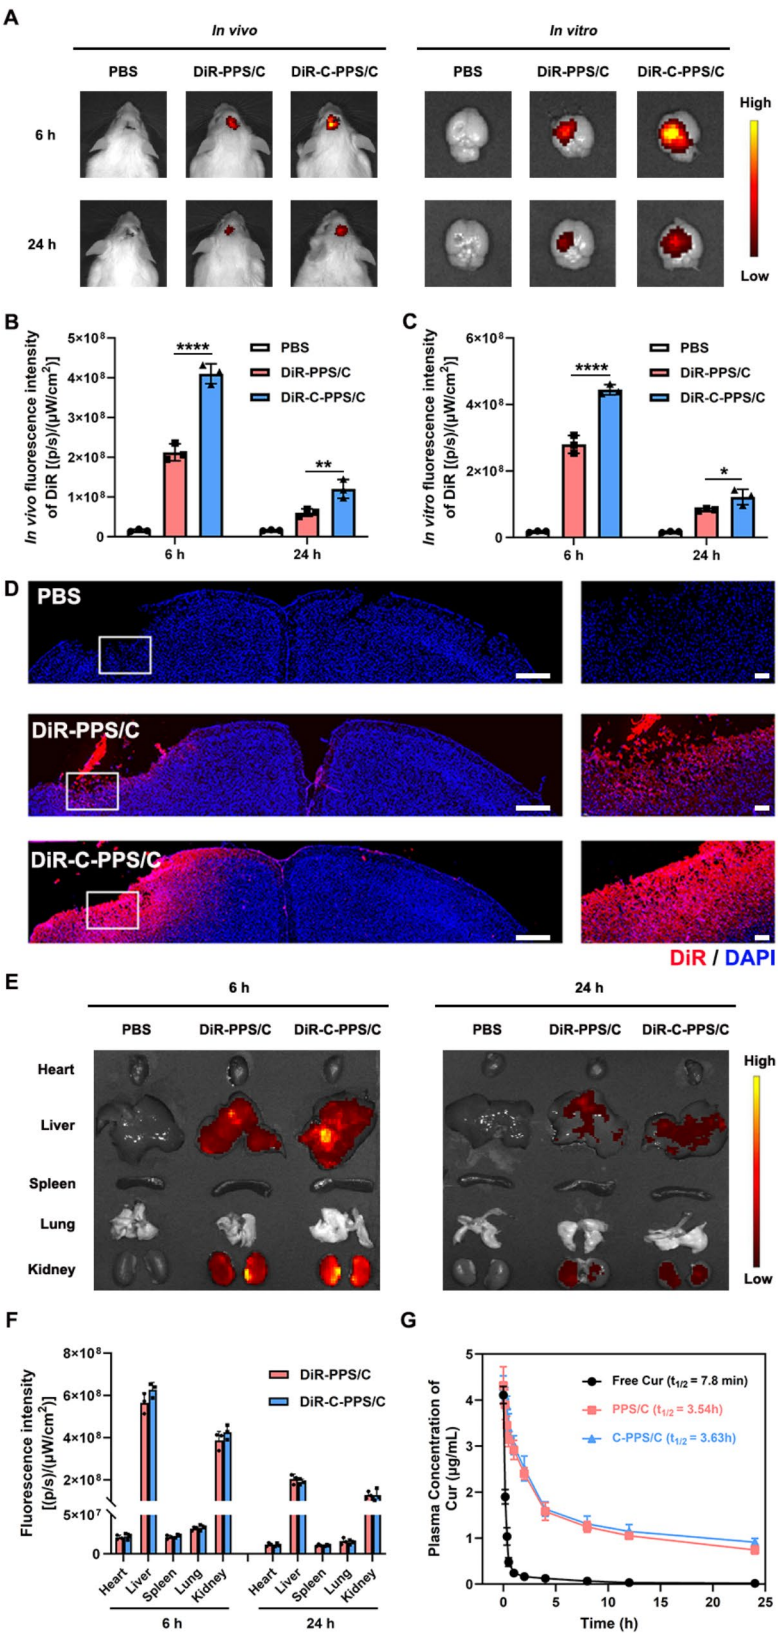 A
In vivo
In vitro
PBS
DiR-PPS/C
DiR-C-PPS/C
PBS
DiR-PPS/C
DiR-C-PPS/C
6 h
24 h
High
Low
B
In vivo fluorescence intensity
of DiR [(p/s)/(µW/cm²)]
5×10⁸
4×10⁸
3×10⁸
2×10⁸
1×10⁸
0
****
**
PBS
DiR-PPS/C
DiR-C-PPS/C
6 h
24 h
C
In vitro fluorescence intensity
of DiR [(p/s)/(µW/cm²)]
6×10⁸
4×10⁸
2×10⁸
0
****
*
PBS
DiR-PPS/C
DiR-C-PPS/C
6 h
24 h
D
PBS
DiR-PPS/C
DiR-C-PPS/C
DiR / DAPI
E
6 h
24 h
PBS
DiR-PPS/C
DiR-C-PPS/C
PBS
DiR-PPS/C
DiR-C-PPS/C
Heart
Liver
Spleen
Lung
Kidney
High
Low
F
Fluorescence intensity
[(p/s)/(µW/cm²)]
8×10⁸
6×10⁸
4×10⁸
2×10⁸
5×10⁷
0
DiR-PPS/C
DiR-C-PPS/C
Heart
Liver
Spleen
Lung
Kidney
Heart
Liver
Spleen
Lung
Kidney
6 h
24 h
G
Plasma Concentration of
Cur (µg/mL)
5
4
3
2
1
0
Free Cur (t1/2 = 7.8 min)
PPS/C (t1/2 = 3.54h)
C-PPS/C (t1/2 = 3.63h)
0
5
10
15
20
25
Time (h)